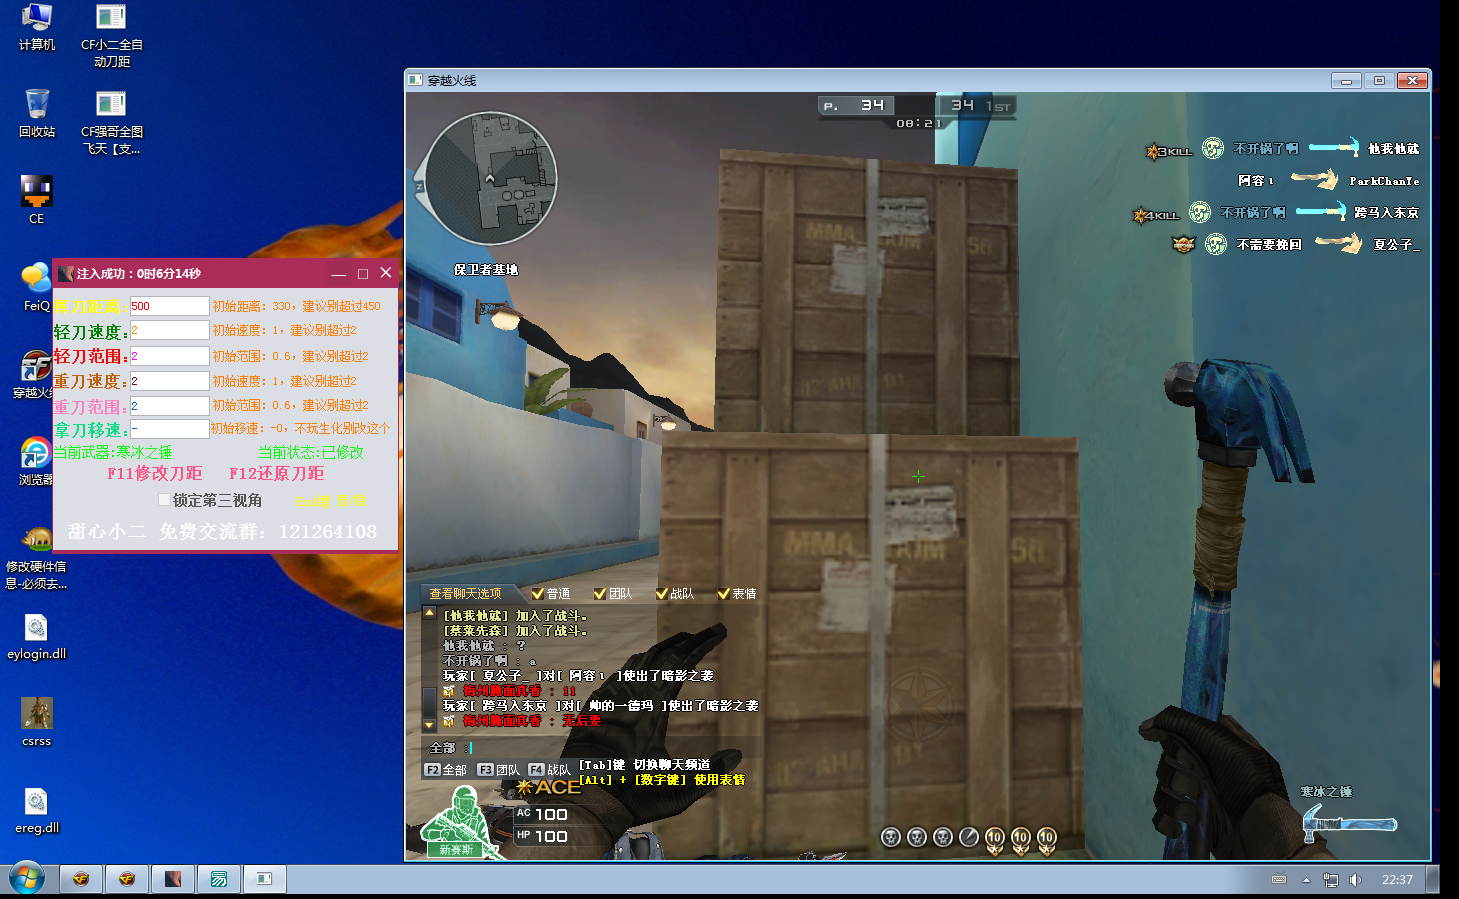 计算机
CF小二全自
动刀距
回收站
CF强哥全图
飞天【支...
CE
FeiQ
穿越火线
浏览器
修改硬件信
息-必须去...
eylogin.dll
csrss
ereg.dll
注入成功：0时6分14秒
挥刀距离：500 初始距离：330，建议别超过450
轻刀速度：2 初始速度：1，建议别超过2
轻刀范围：2 初始范围：0.6，建议别超过2
重刀速度：2 初始速度：1，建议别超过2
重刀范围：2 初始范围：0.6，建议别超过2
拿刀移速：- 初始移速：-0，不玩生化别改这个
当前武器:寒冰之锤 当前状态:已修改
F11修改刀距 F12还原刀距
锁定第三视角
甜心小二 免费交流群：121264108
穿越火线
P. 34 34 1ST
08:21
N
保卫者基地
3KILL 不开锅了啊 他我他就
阿容ι ParkChanYe
4KILL 不开锅了啊 跨马入东京
不需要挽回 夏公子_
查看聊天选项 普通 团队 战队 表情
[他我他就] 加入了战斗。
[蔡莱先森] 加入了战斗。
他我他就 : ?
不开锅了啊 : a
玩家[ 夏公子_ ]对[ 阿容ι ]使出了暗影之袭
: 11
玩家[ 跨马入东京 ]对[ 帅的一德玛 ]使出了暗影之袭
: 无后妻
全部 :
F2 全部 F3 团队 F4 战队 [Tab]键 切换聊天频道
[Alt] + [数字键] 使用表情
ACE
AC 100
HP 100
新赛斯
10 10 10
寒冰之锤
22:37